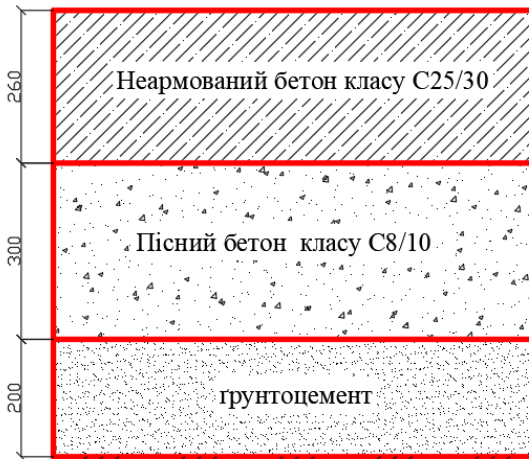 260
Неармований бетон класу С25/30
300
Пісний бетон класу С8/10
200
ґрунтоцемент